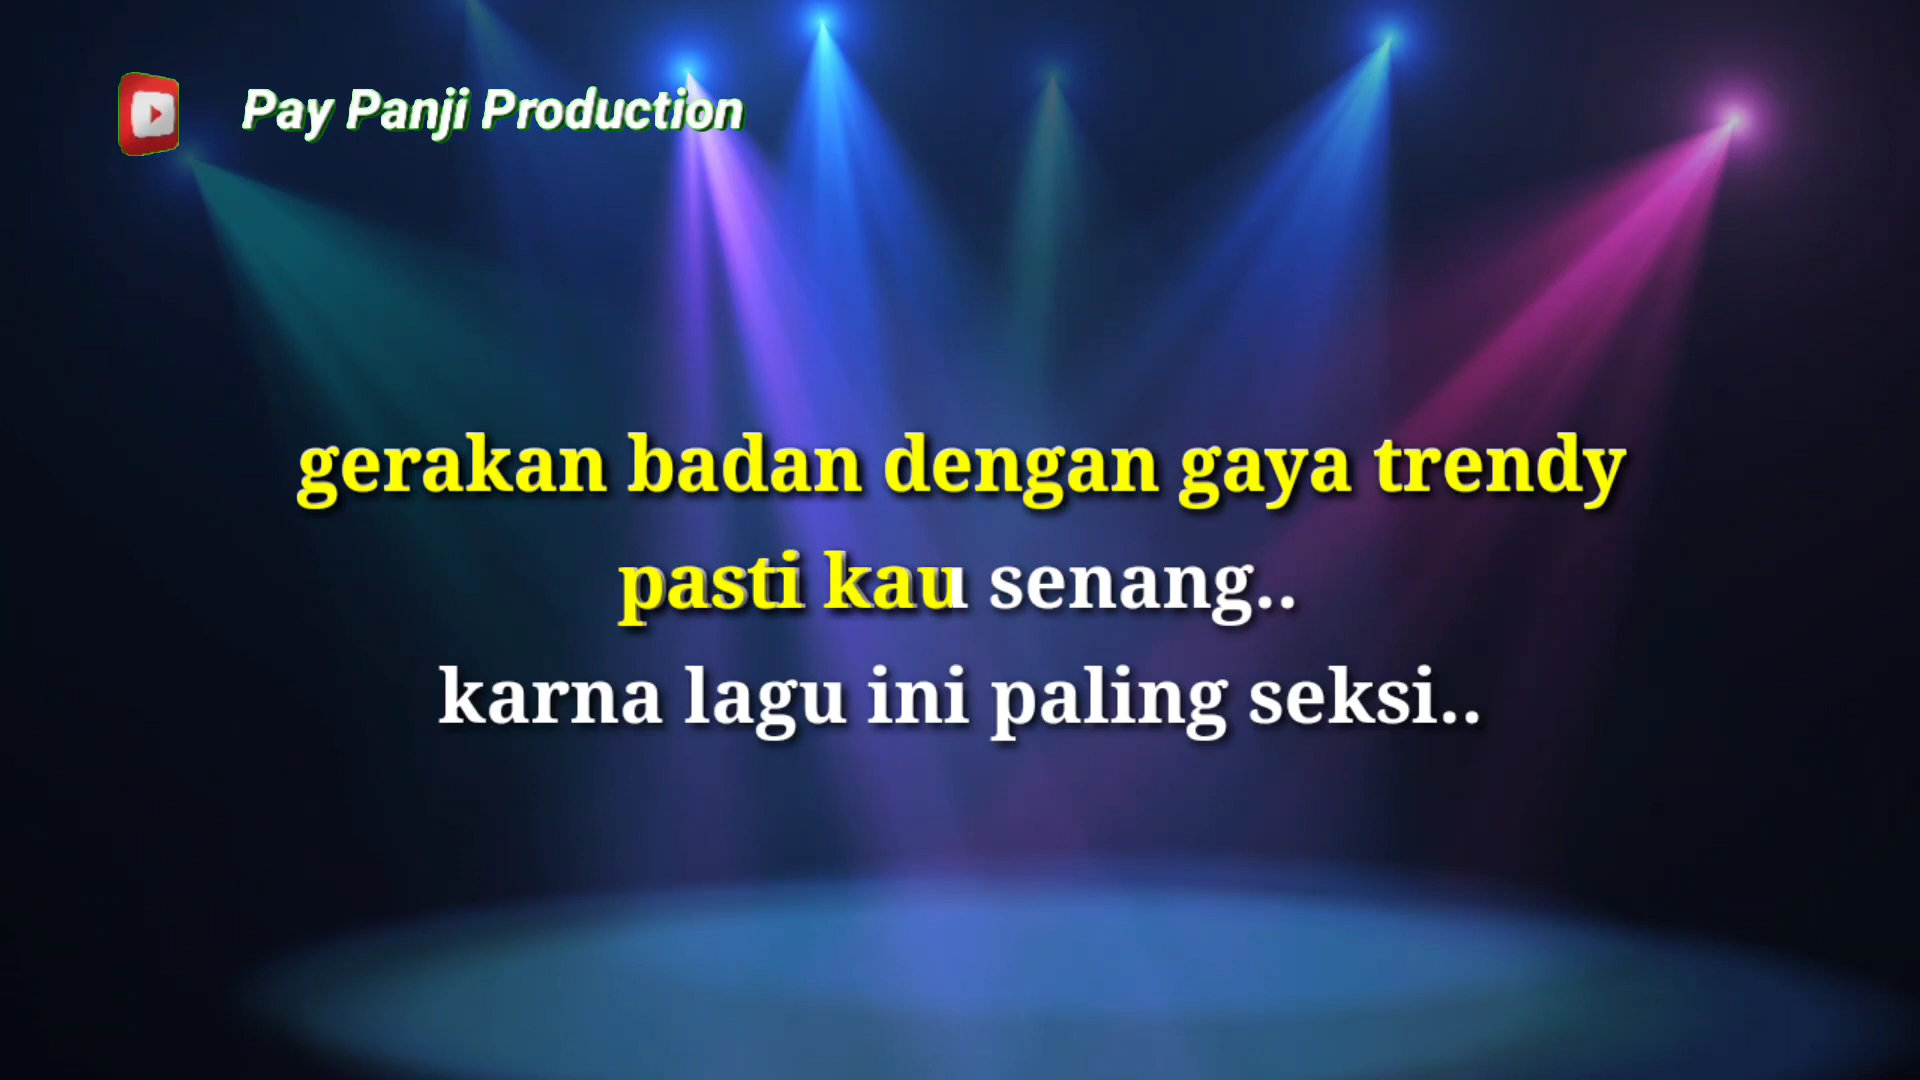 Pay Panji Production
gerakan badan dengan gaya trendy
pasti kau senang..
karna lagu ini paling seksi..